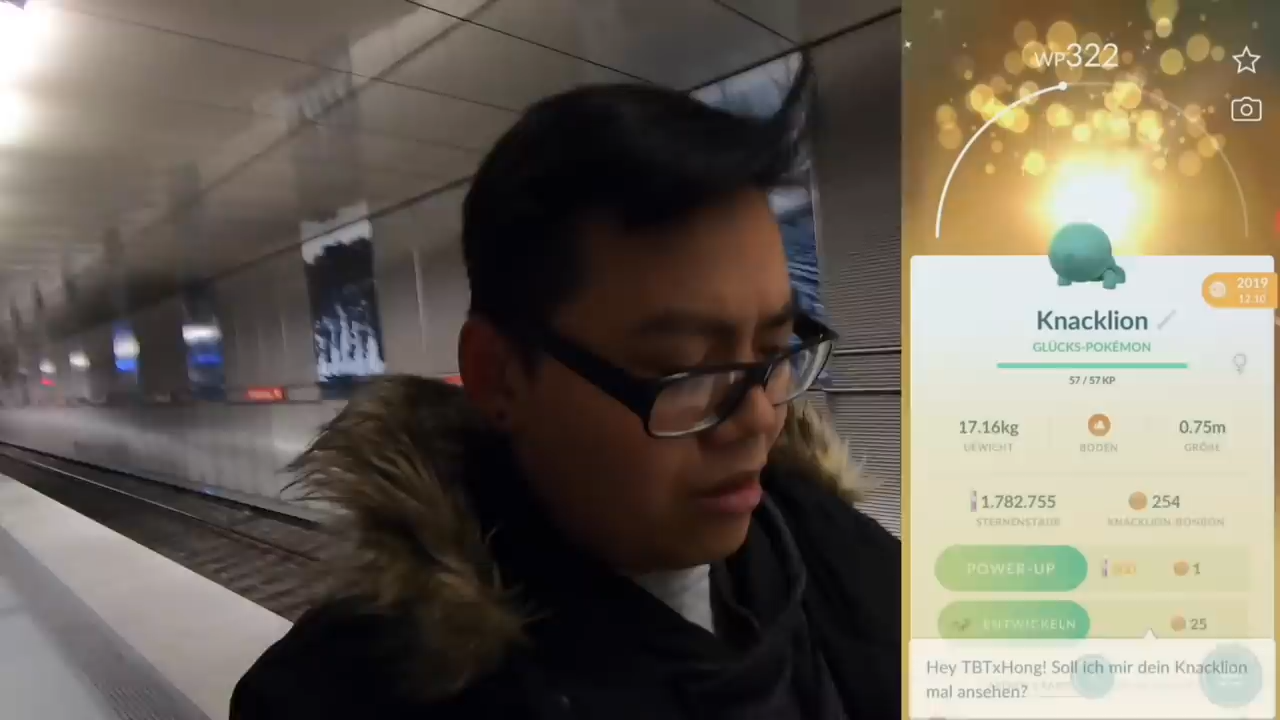 WP322
2019
12.10
Knacklion
GLÜCKS-POKÉMON
57 / 57 KP
17.16kg
0.75m
GEWICHT
BODEN
GRÖßE
1.782.755
254
STERNENSTAUB
KNACKLION-BONBON
POWER-UP
1
ENTWICKELN
25
Hey TBTxHong! Soll ich mir dein Knacklion
mal ansehen?